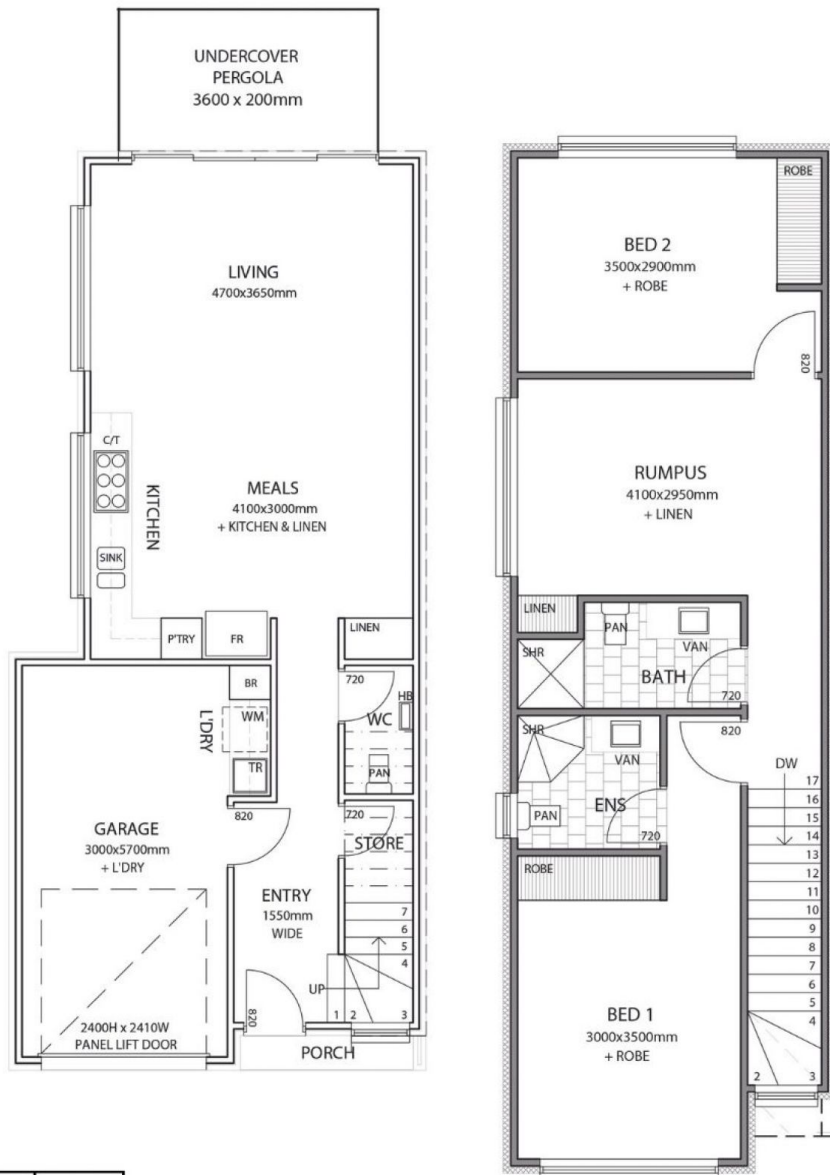 UNDERCOVER
PERGOLA
3600 x 200mm
LIVING
4700x3650mm
C/T
KITCHEN
SINK
MEALS
4100x3000mm
+ KITCHEN & LINEN
P'TRY
FR
LINEN
BR
WM
L'DRY
TR
720
HB
WC
PAN
820
720
STORE
GARAGE
3000x5700mm
+ L'DRY
ENTRY
1550mm
WIDE
7
6
5
4
UP
1
2
3
820
2400H x 2410W
PANEL LIFT DOOR
PORCH
ROBE
BED 2
3500x2900mm
+ ROBE
820
RUMPUS
4100x2950mm
+ LINEN
LINEN
PAN
VAN
SHR
BATH
720
SHR
VAN
820
PAN
ENS
720
DW
17
16
15
14
13
12
11
10
9
8
7
6
5
4
2
3
ROBE
BED 1
3000x3500mm
+ ROBE